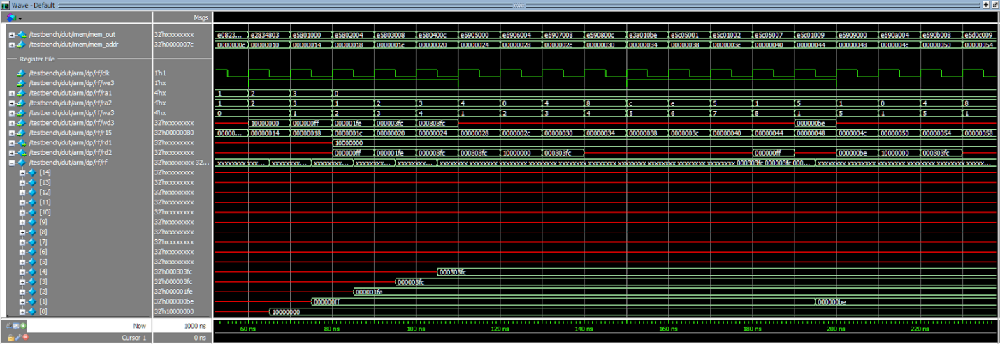 Wave - Default
Msgs
/testbench/dut/imem/mem_out 32'hxxxxxxxx e0823... e2834803 e5801000 e5802004 e5803008 e580400c e5905000 e5906004 e5907008 e590800c e3a010be e5c05001 e5c01002 e5c05007 e5c01009 e5909000 e590a004 e590b008 e5d0c009
/testbench/dut/imem/mem_addr 32'h0000007c 0000000c 00000010 00000014 00000018 0000001c 00000020 00000024 00000028 0000002c 00000030 00000034 00000038 0000003c 00000040 00000044 00000048 0000004c 00000050 00000054
Register File
/testbench/dut/arm/dp/rf/clk 1'h1
/testbench/dut/arm/dp/rf/we3 1'hx
/testbench/dut/arm/dp/rf/ra1 4'hx 1 2 3 0
/testbench/dut/arm/dp/rf/ra2 4'hx 1 2 3 1 2 3 4 0 4 8 c e 5 1 5 1 0 4 8
/testbench/dut/arm/dp/rf/wa3 4'hx 0 1 2 3 4 1 2 3 4 5 6 7 8 1 5 1 5 1
/testbench/dut/arm/dp/rf/wd3 32'hxxxxxxxx 10000000 000000ff 000001fe 000003fc 000303fc 000000be
/testbench/dut/arm/dp/rf/r15 32'h00000080 00000... 00000014 00000018 0000001c 00000020 00000024 00000028 0000002c 00000030 00000034 00000038 0000003c 00000040 00000044 00000048 0000004c 00000050 00000054 00000058
/testbench/dut/arm/dp/rf/rd1 32'hxxxxxxxx 10000000
/testbench/dut/arm/dp/rf/rd2 32'hxxxxxxxx 000000ff 000001fe 000003fc 000303fc 10000000 000303fc 000000ff 000000be 10000000 000303fc
/testbench/dut/arm/dp/rf/rf 32'hxxxxxxxx 32... xxxxxxxx xxx... xxxxxxxx... xxxxxxxx... xxxxxxxx... xxxxxxxx... xxxxxxxx xxxxxxxx xxxxxxxx xxxxxxxx xxxxxxxx xxxxxxxx xxxxxxxx xxxxxxxx xxxxxxxx xxxxxxxx 000303fc 000003fc 000... xxxxxxxx xxxxxxxx xxxxxxxx xxxxxxxx xxxxx...
[14] 32'hxxxxxxxx
[13] 32'hxxxxxxxx
[12] 32'hxxxxxxxx
[11] 32'hxxxxxxxx
[10] 32'hxxxxxxxx
[9] 32'hxxxxxxxx
[8] 32'hxxxxxxxx
[7] 32'hxxxxxxxx
[6] 32'hxxxxxxxx
[5] 32'hxxxxxxxx
[4] 32'h000303fc 000303fc
[3] 32'h000003fc 000003fc
[2] 32'h000001fe 000001fe
[1] 32'h000000be 000000ff 000000be
[0] 32'h10000000 10000000
Now 1000 ns 60 ns 80 ns 100 ns 120 ns 140 ns 160 ns 180 ns 200 ns 220 ns
Cursor 1 0 ns